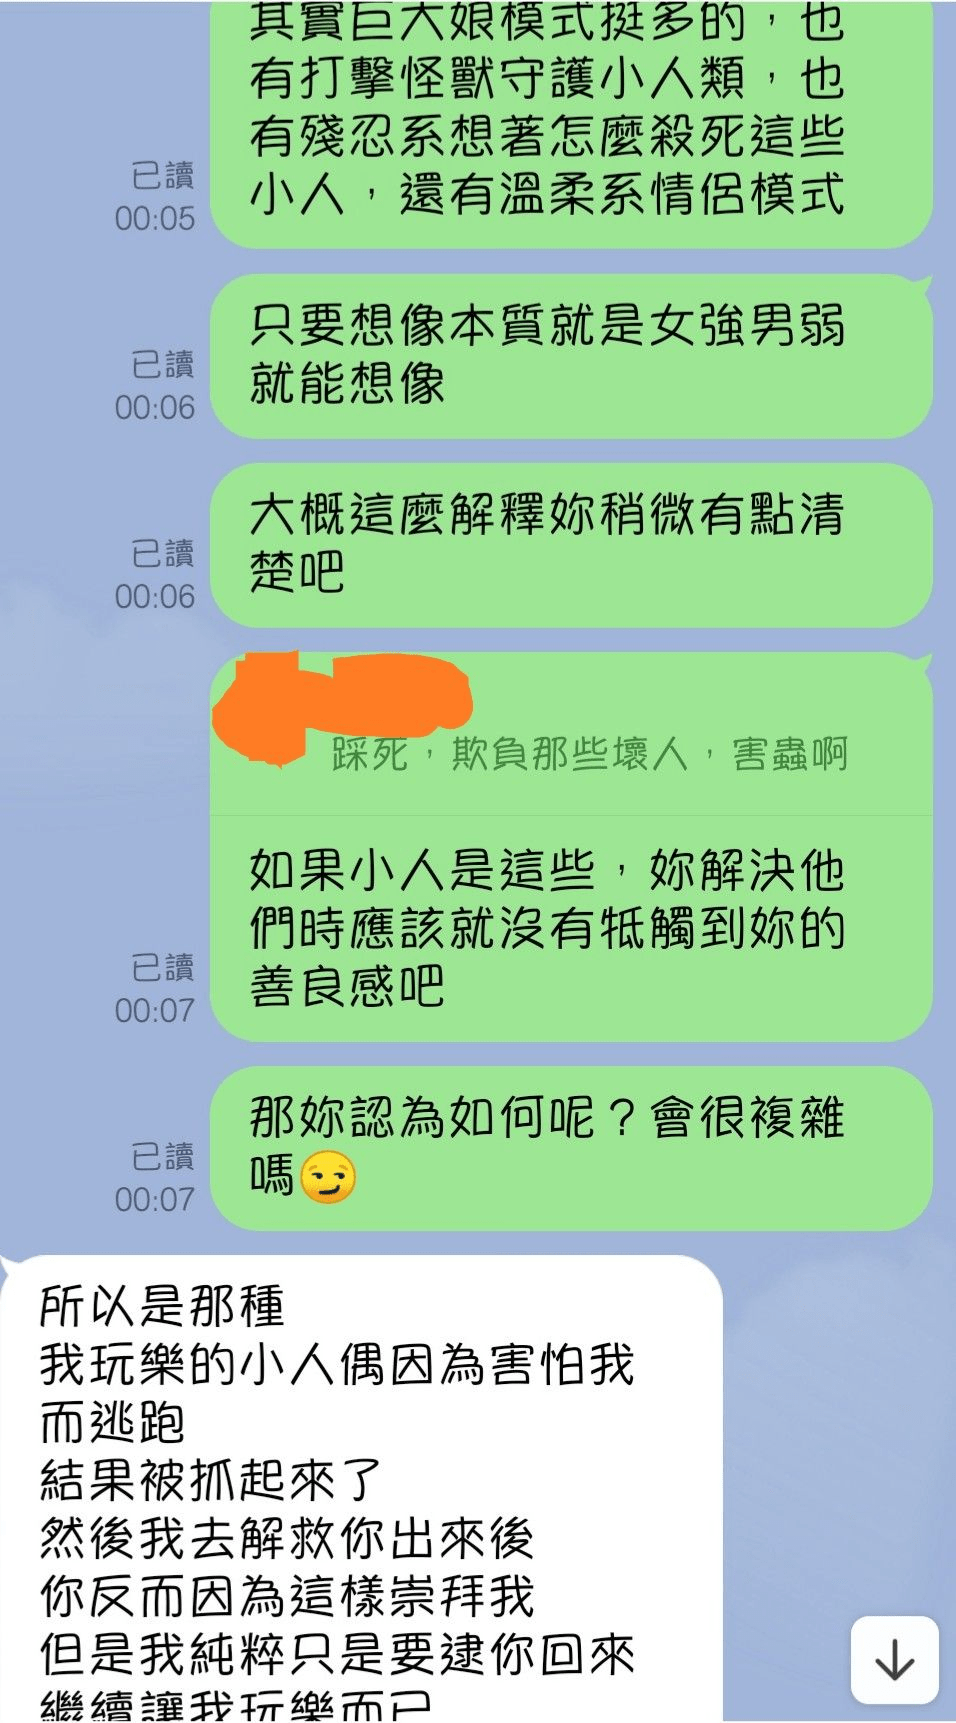 其實巨大娘模式挺多的，也
有打擊怪獸守護小人類，也
有殘忍系想著怎麼殺死這些
小人，還有溫柔系情侶模式
已讀
00:05
只要想像本質就是女強男弱
就能想像
已讀
00:06
大概這麼解釋妳稍微有點清
楚吧
已讀
00:06
踩死，欺負那些壞人，害蟲啊
如果小人是這些，妳解決他
們時應該就沒有牴觸到妳的
善良感吧
已讀
00:07
那妳認為如何呢？會很複雜
嗎😏
已讀
00:07
所以是那種
我玩樂的小人偶因為害怕我
而逃跑
結果被抓起來了
然後我去解救你出來後
你反而因為這樣崇拜我
但是我純粹只是要逮你回來
繼續讓我玩樂而已